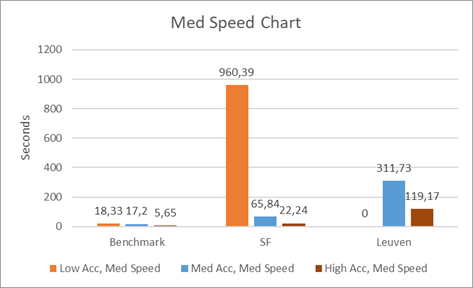 Med Speed Chart
1200
1000
800
600
400
200
0
Seconds
18,33
17,2
5,65
960,39
65,84
22,24
0
311,73
119,17
Benchmark
SF
Leuven
Low Acc, Med Speed
Med Acc, Med Speed
High Acc, Med Speed